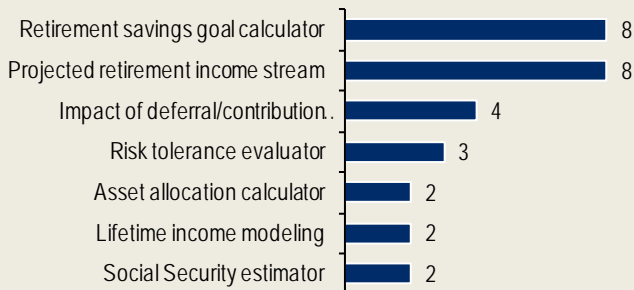 Retirement savings goal calculator 8
Projected retirement income stream 8
Impact of deferral/contribution.. 4
Risk tolerance evaluator 3
Asset allocation calculator 2
Lifetime income modeling 2
Social Security estimator 2